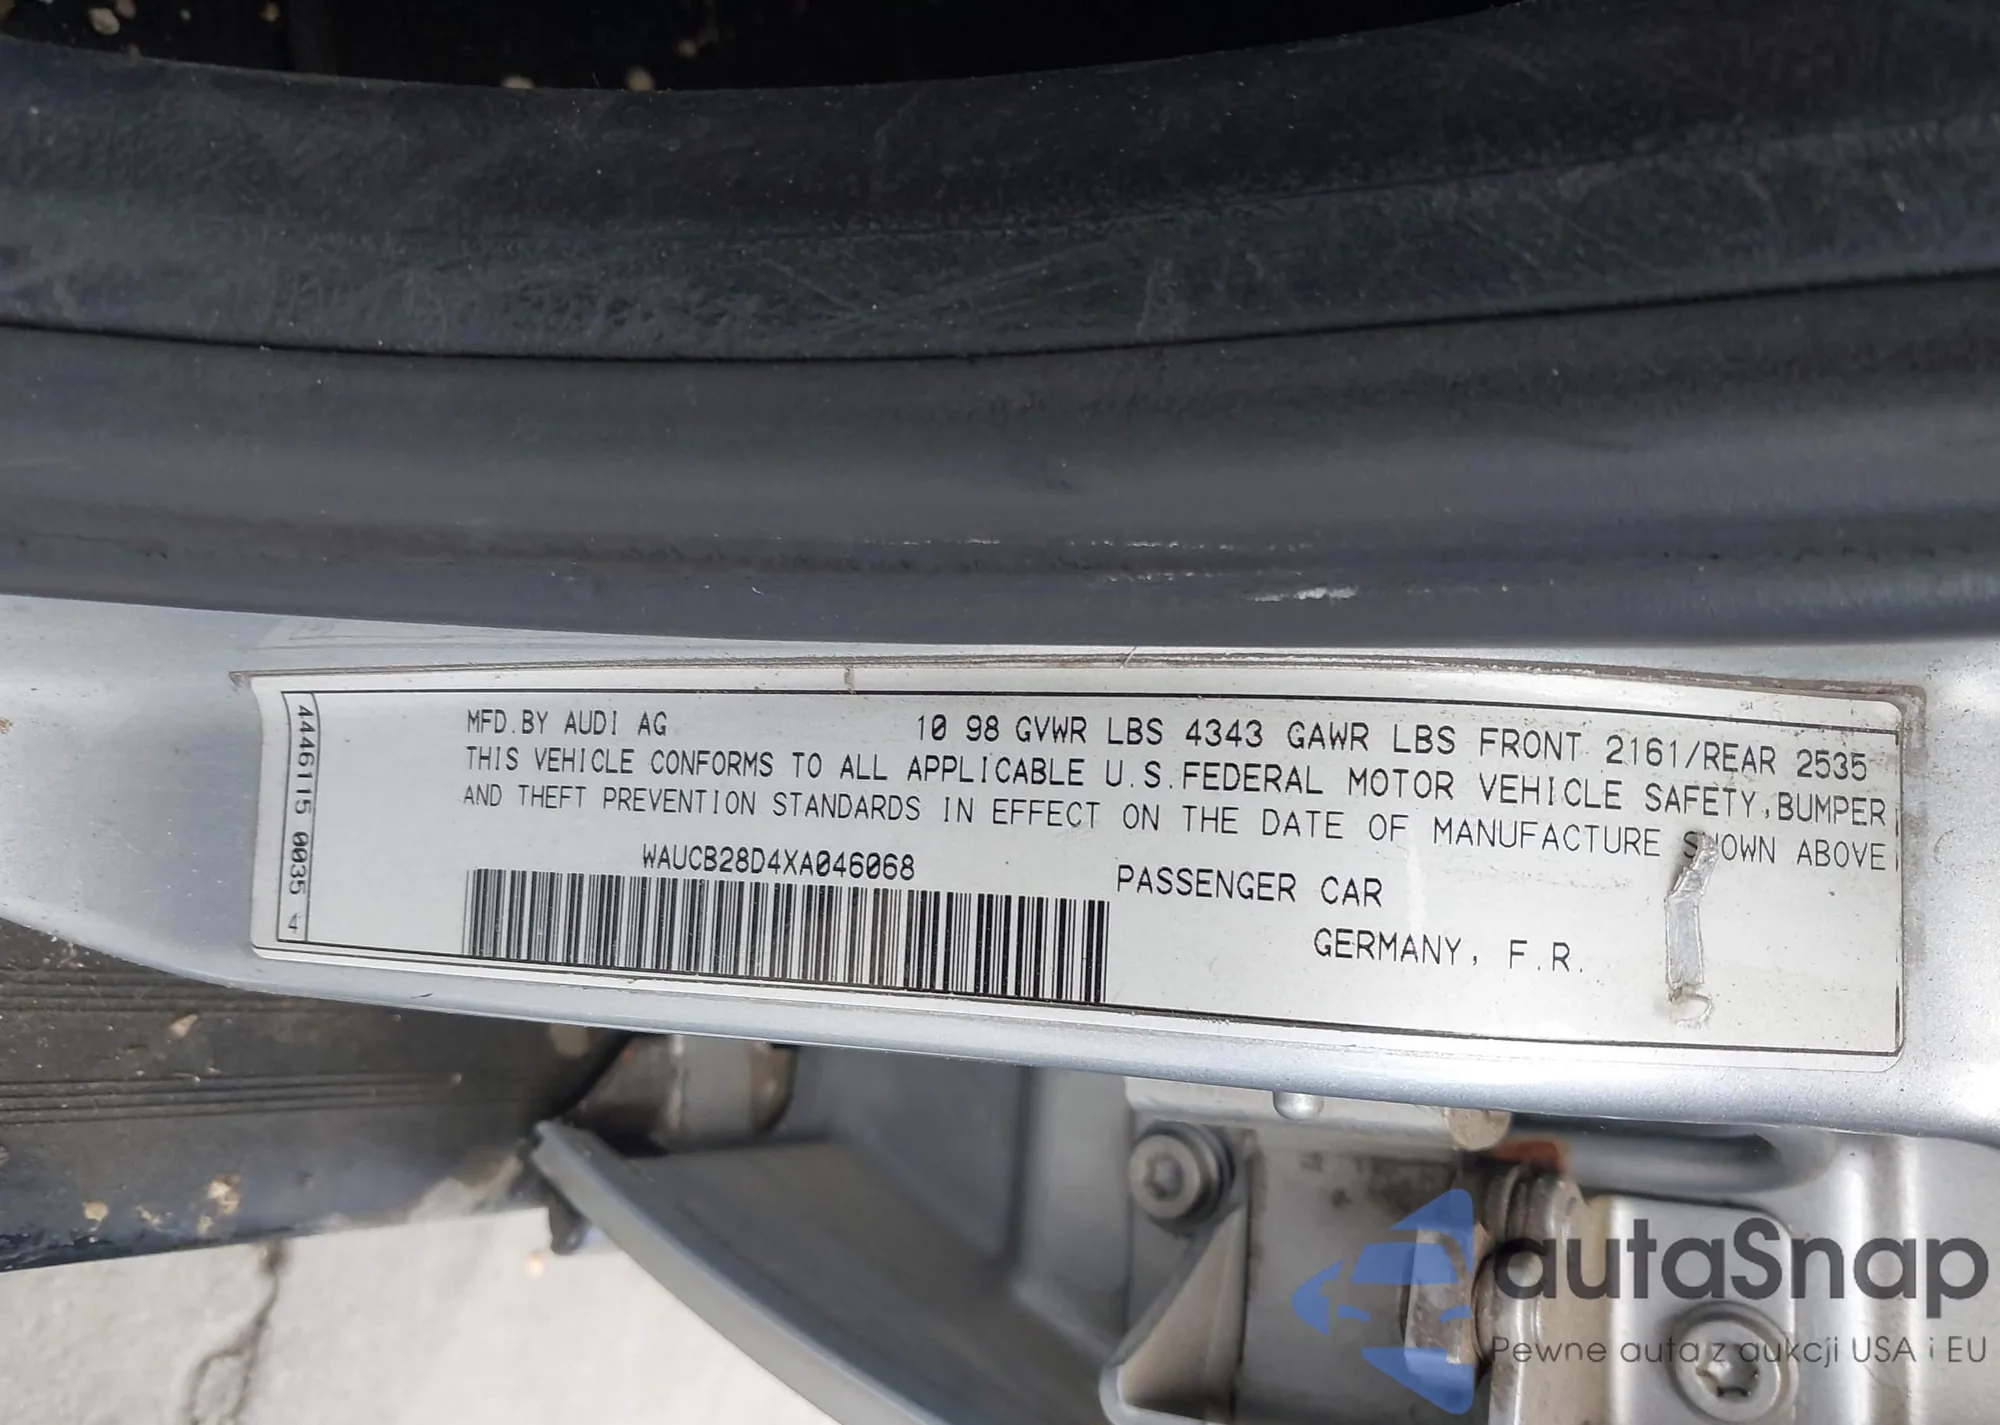 MFD.BY AUDI AG 10 98 GVWR LBS 4343 GAWR LBS FRONT 2161/REAR 2535
THIS VEHICLE CONFORMS TO ALL APPLICABLE U.S.FEDERAL MOTOR VEHICLE SAFETY,BUMPER
AND THEFT PREVENTION STANDARDS IN EFFECT ON THE DATE OF MANUFACTURE SHOWN ABOVE
WAUCB28D4XA046068
PASSENGER CAR
GERMANY, F.R.
4446115 0035 4
autaSnap
Pewne auta z aukcji USA i EU